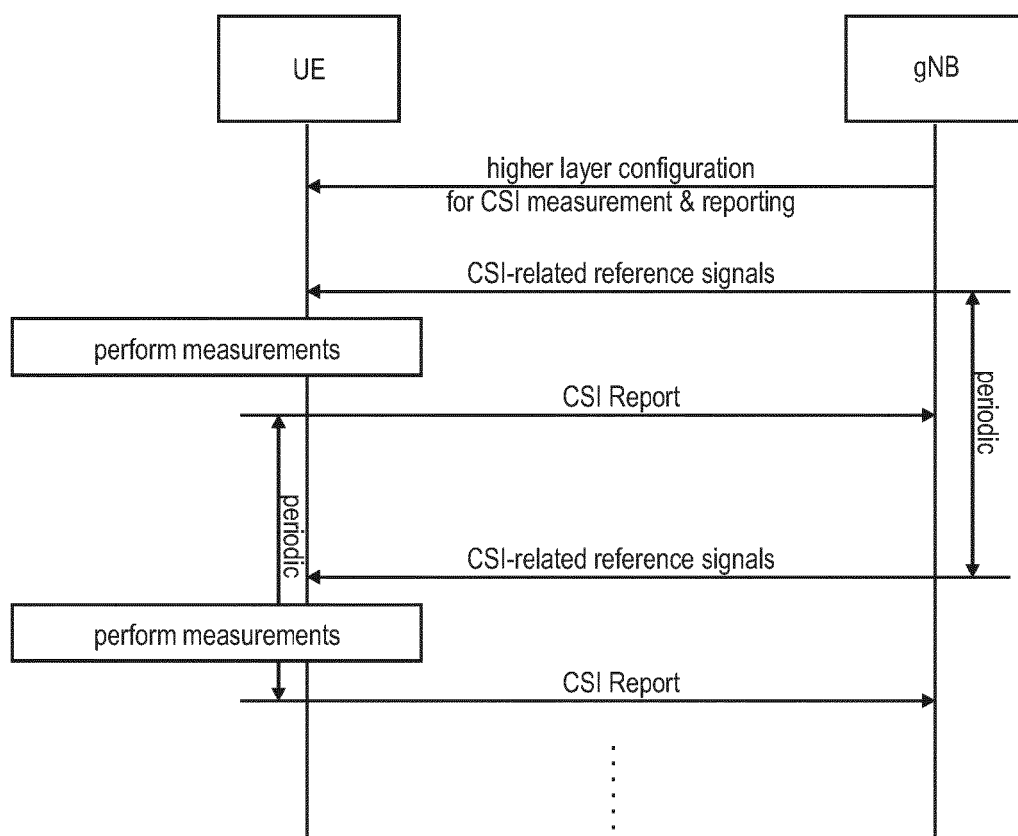 UE
gNB
higher layer configuration
for CSI measurement & reporting
CSI-related reference signals
perform measurements
CSI Report
periodic
periodic
CSI-related reference signals
perform measurements
CSI Report